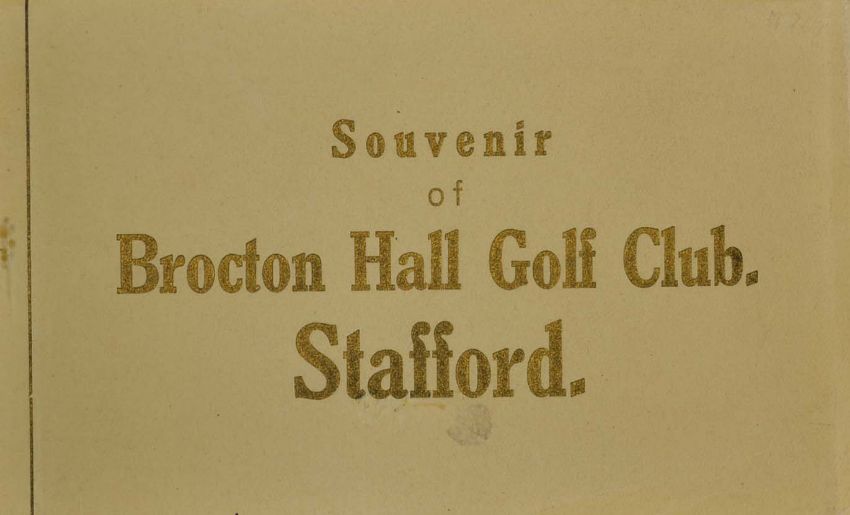 Souvenir
of
Brocton Hall Golf Club.
Stafford.